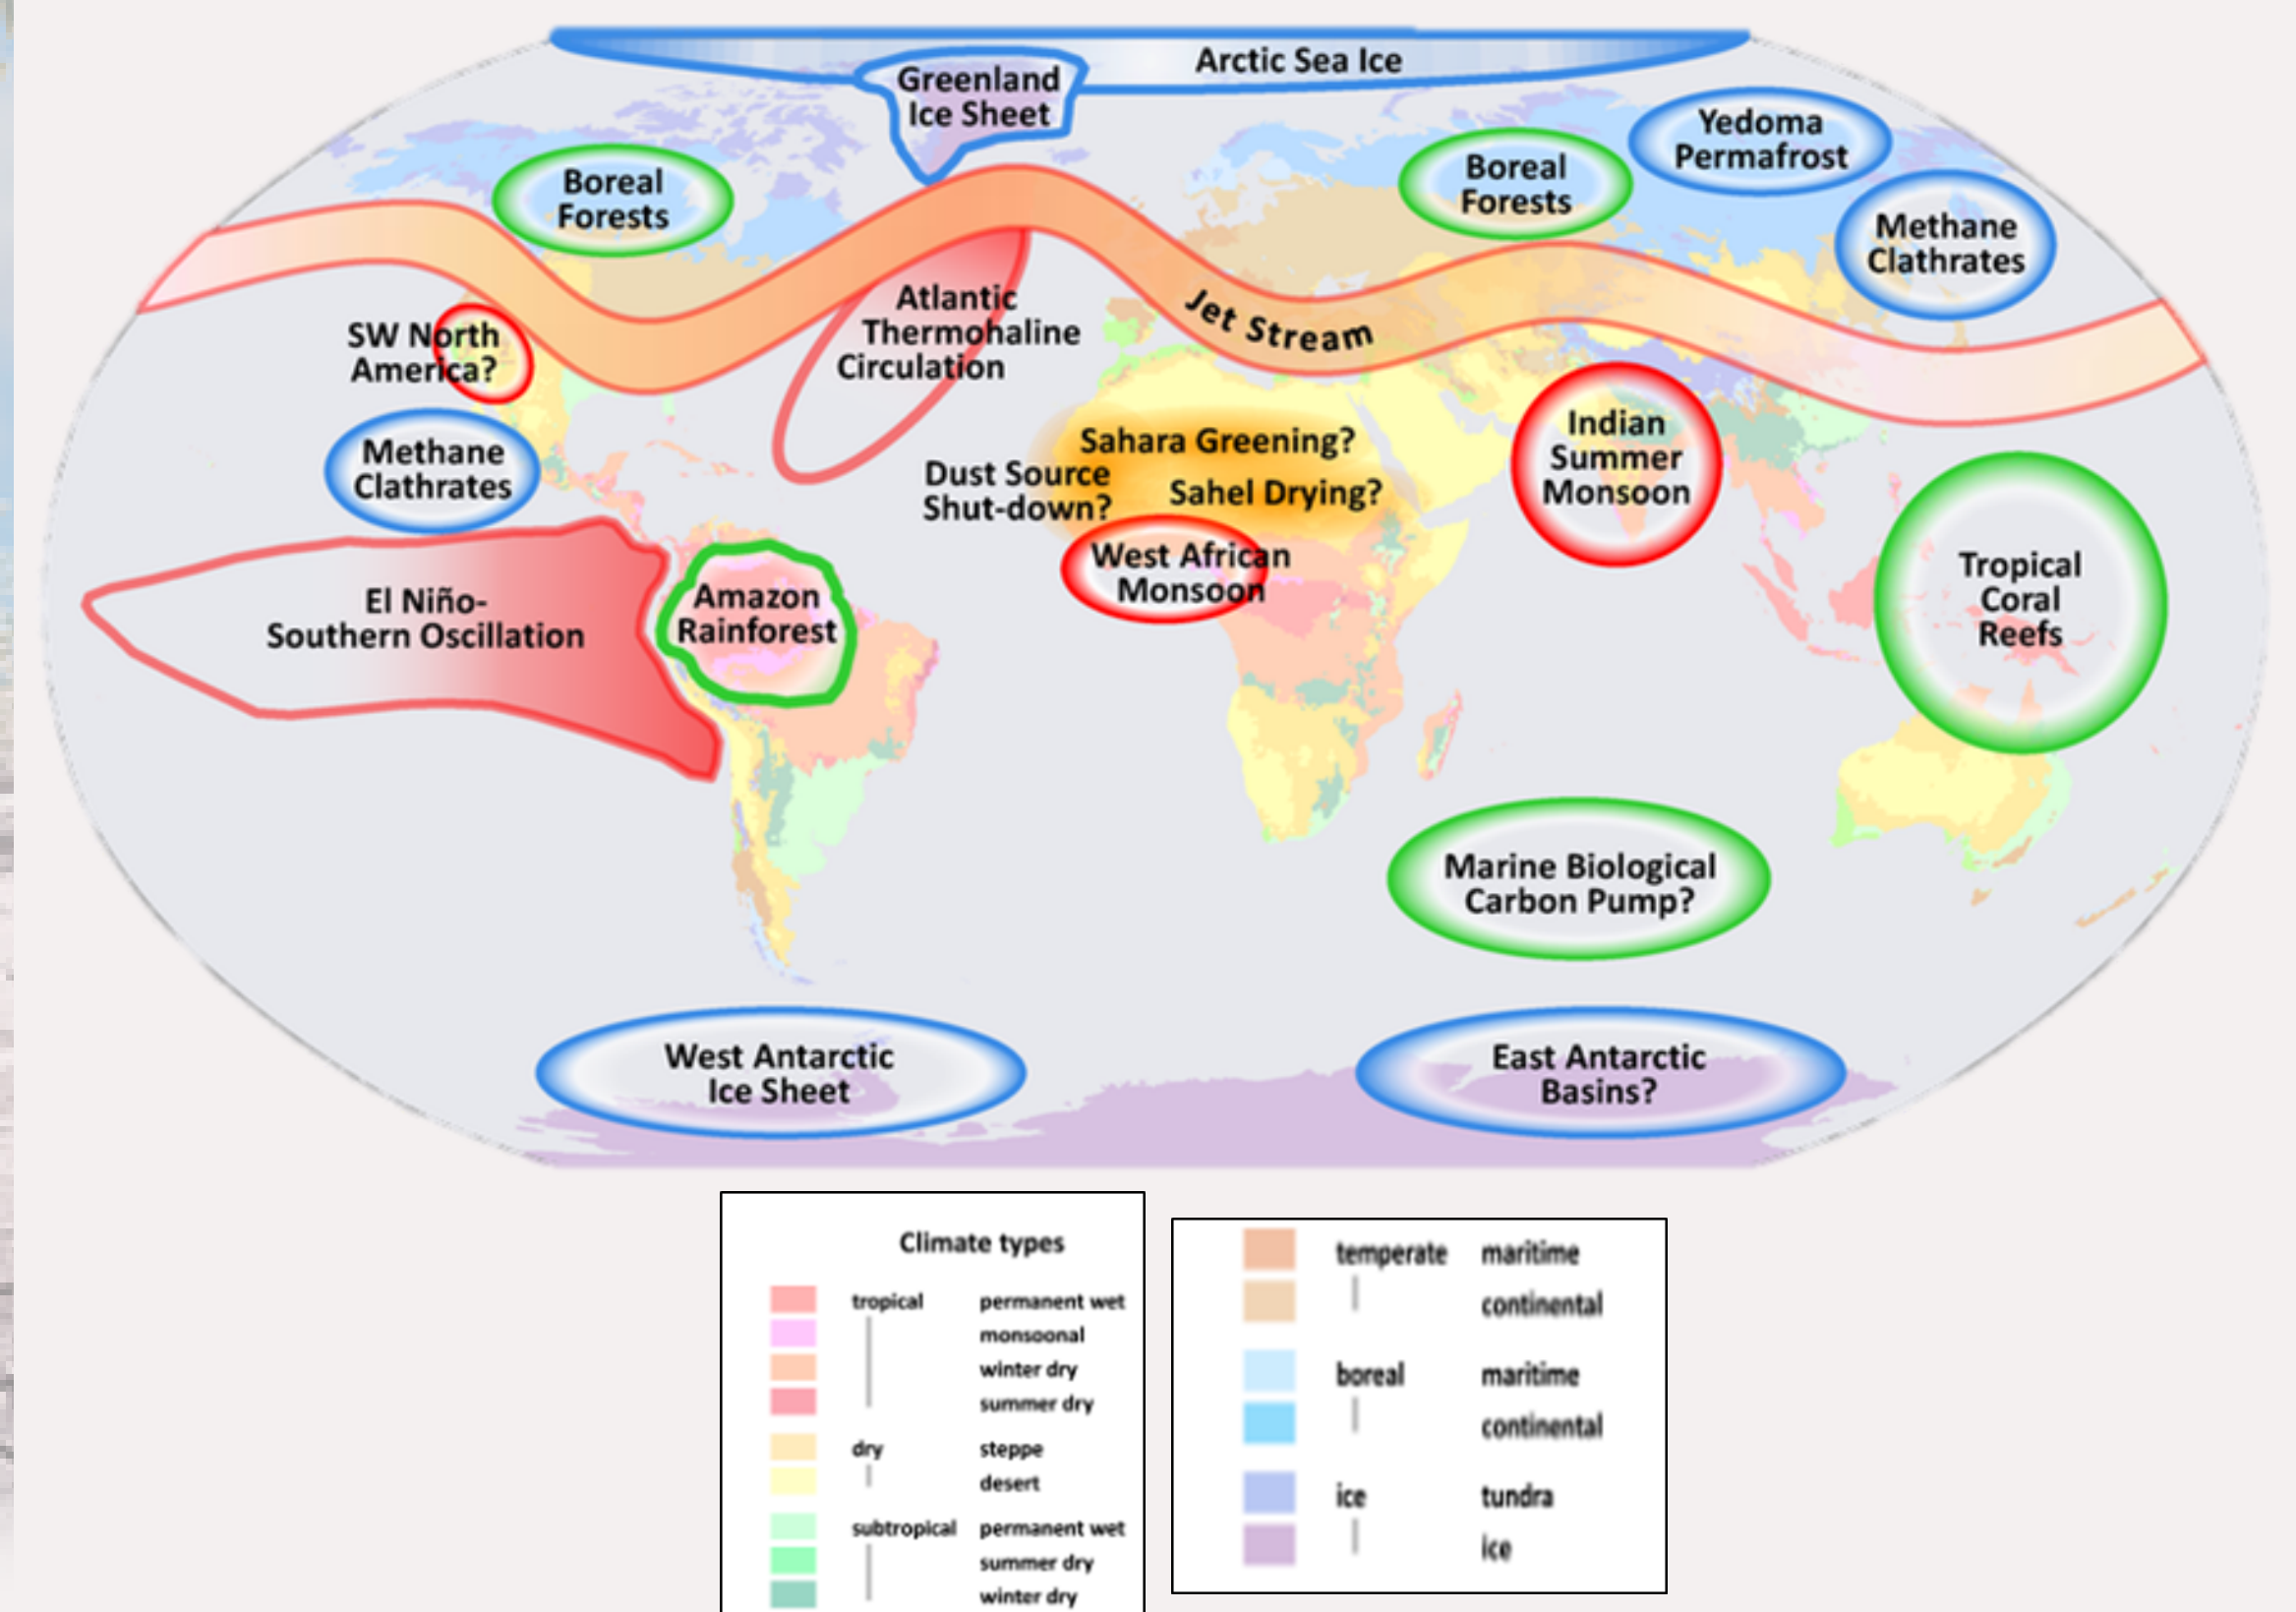 Arctic Sea Ice
Greenland
Ice Sheet
Yedoma
Permafrost
Boreal
Forests
Boreal
Forests
Methane
Clathrates
Atlantic
Thermohaline
Circulation
Jet Stream
SW North
America?
Methane
Clathrates
Sahara Greening?
Dust Source
Shut-down?
Sahel Drying?
Indian
Summer
Monsoon
West African
Monsoon
Tropical
Coral
Reefs
El Niño-
Southern Oscillation
Amazon
Rainforest
Marine Biological
Carbon Pump?
West Antarctic
Ice Sheet
East Antarctic
Basins?
Climate types
tropical permanent wet
monsoonal
winter dry
summer dry
dry steppe
desert
subtropical permanent wet
summer dry
winter dry
temperate maritime
continental
boreal maritime
continental
ice tundra
ice